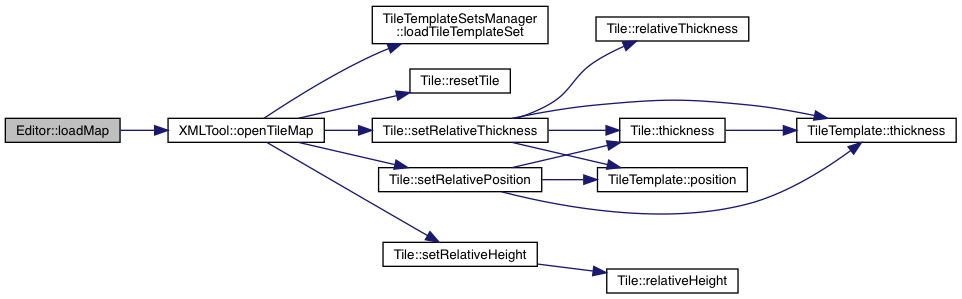 Editor::loadMap
XMLTool::openTileMap
TileTemplateSetsManager
::loadTileTemplateSet
Tile::resetTile
Tile::setRelativeThickness
Tile::setRelativePosition
Tile::setRelativeHeight
Tile::relativeThickness
Tile::thickness
TileTemplate::position
Tile::relativeHeight
TileTemplate::thickness